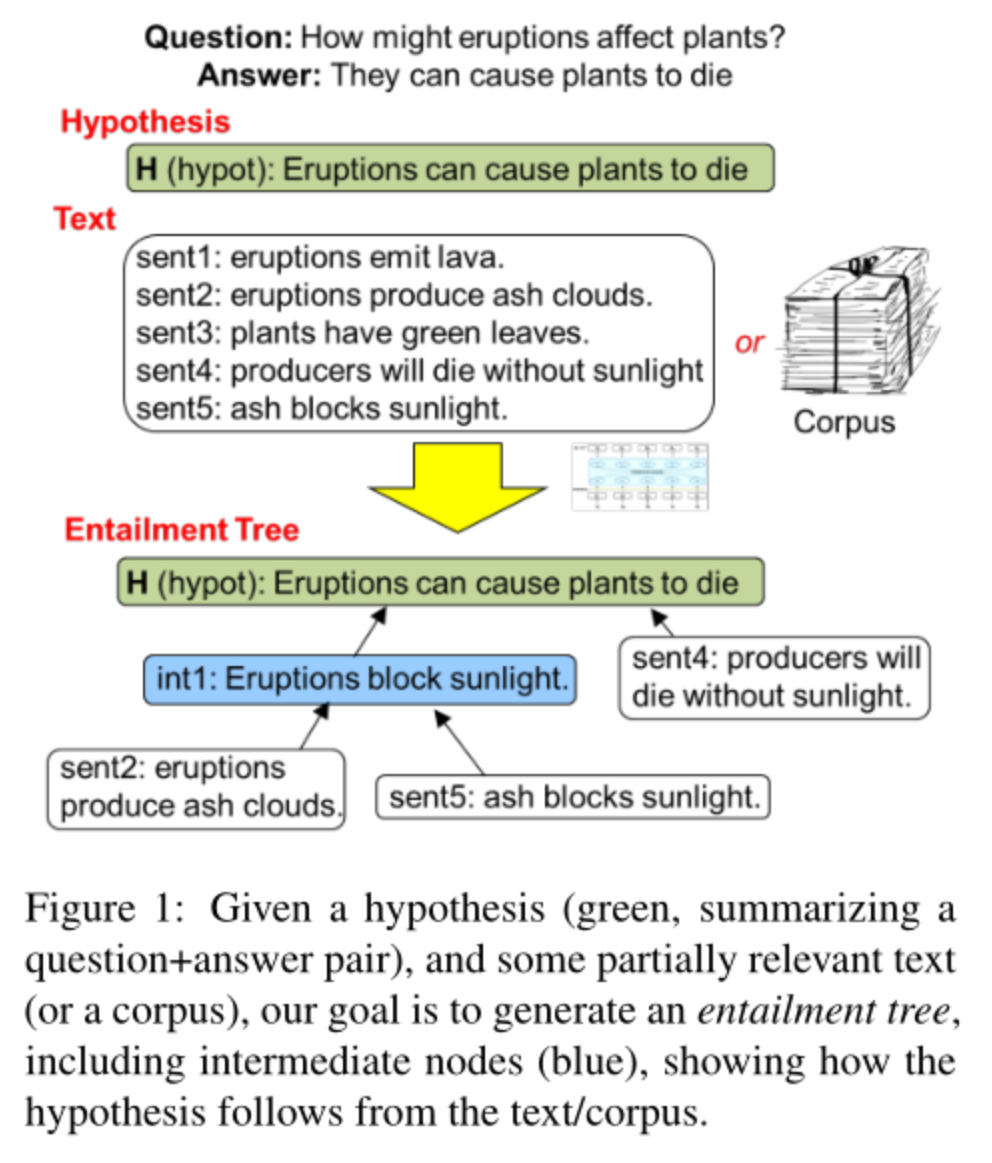 Question: How might eruptions affect plants?
Answer: They can cause plants to die
Hypothesis
H (hypot): Eruptions can cause plants to die
Text
sent1: eruptions emit lava.
sent2: eruptions produce ash clouds.
sent3: plants have green leaves.
sent4: producers will die without sunlight
sent5: ash blocks sunlight.
or
Corpus
Entailment Tree
H (hypot): Eruptions can cause plants to die
int1: Eruptions block sunlight.
sent4: producers will
die without sunlight.
sent2: eruptions
produce ash clouds.
sent5: ash blocks sunlight.
Figure 1: Given a hypothesis (green, summarizing a
question+answer pair), and some partially relevant text
(or a corpus), our goal is to generate an entailment tree,
including intermediate nodes (blue), showing how the
hypothesis follows from the text/corpus.